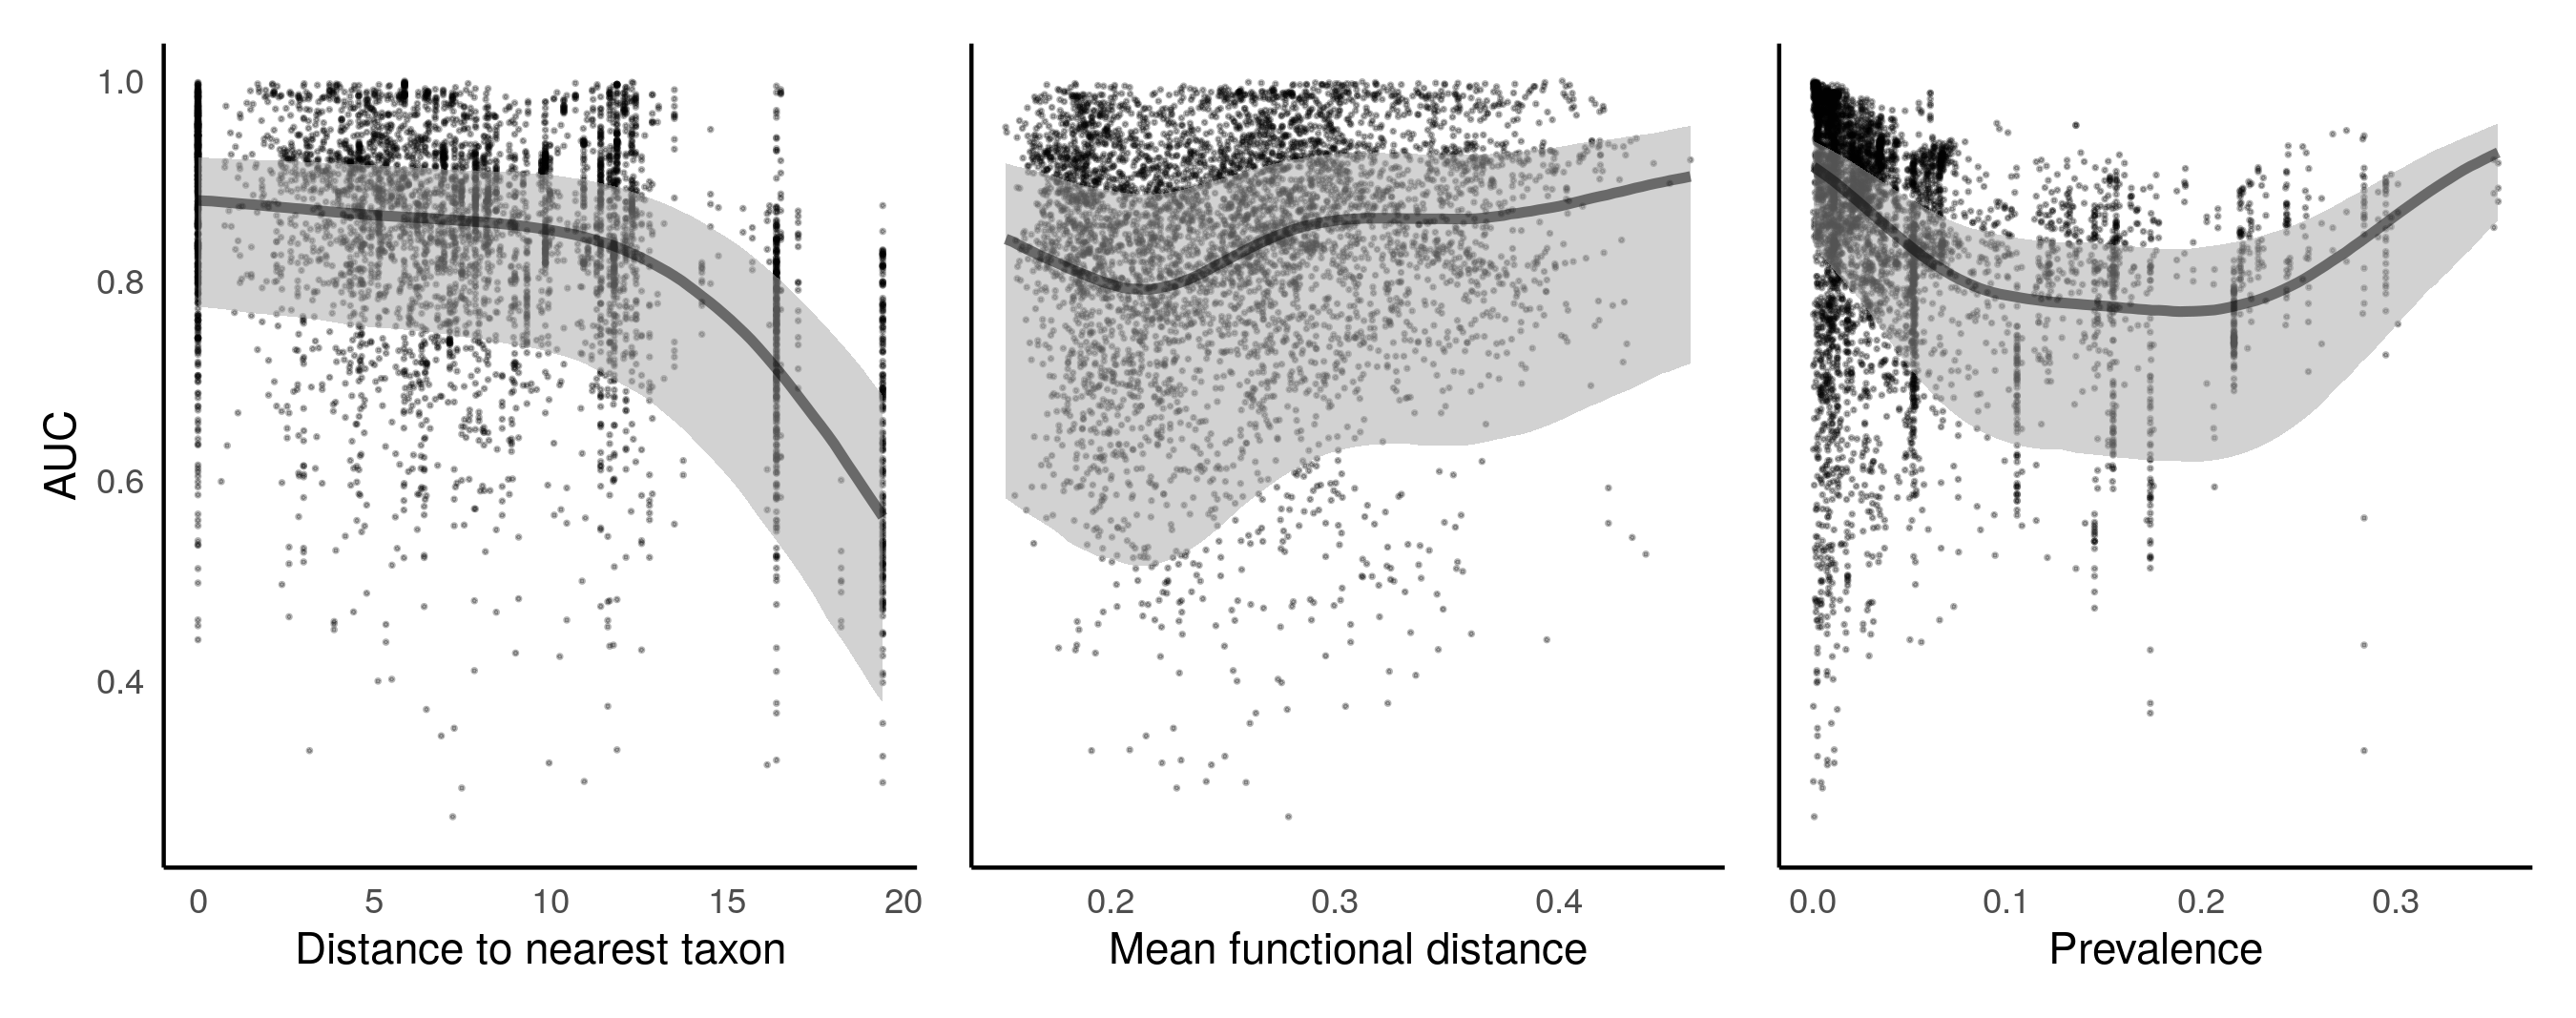 AUC
1.0
0.8
0.6
0.4
0 5 10 15 20
0.2 0.3 0.4
0.0 0.1 0.2 0.3
Distance to nearest taxon
Mean functional distance
Prevalence